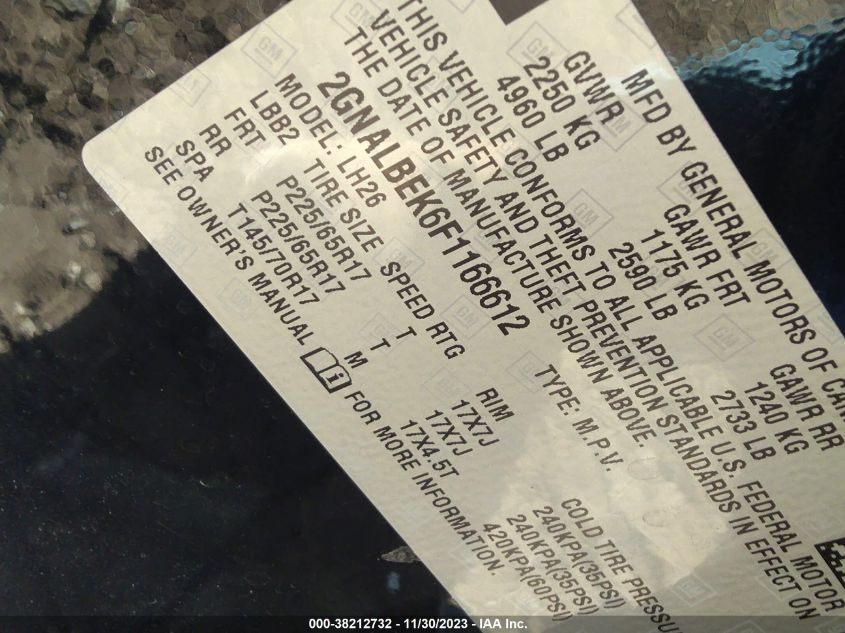 MFD BY GENERAL MOTORS OF
GVWR GAWR FRT GAWR RR
2250 KG 1175 KG 1240 KG
4960 LB 2590 LB 2733 LB
THIS VEHICLE CONFORMS TO ALL APPLICABLE U.S. FEDERAL MOTOR
VEHICLE SAFETY AND THEFT PREVENTION STANDARDS IN EFFECT ON
THE DATE OF MANUFACTURE SHOWN ABOVE.
2GNALBEK6F1166612 TYPE: M.P.V.
MODEL: LH26
LBB2 TIRE SIZE SPEED RTG RIM COLD TIRE
FRT P225/65R17 T 17X7J 240KPA(35PSI)
RR P225/65R17 T 17X7J 240KPA(35PSI)
SPA T145/70R17 M 17X4.5T 420KPA(60PSI)
SEE OWNER'S MANUAL FOR MORE INFORMATION.
GM
000-38212732 - 11/30/2023 - IAA Inc.